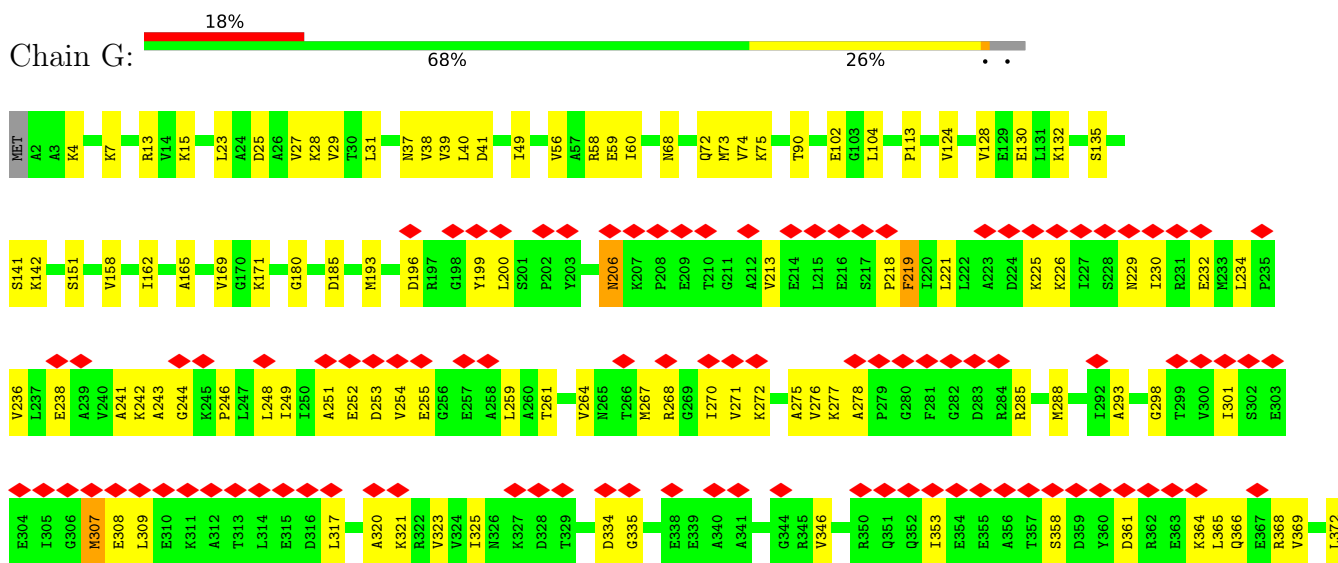 18%
Chain G:
68% 26% • •
MET A2 A3 K4 K7 R13 V14 K15 L23 A24 D25 A26 V27 K28 V29 T30 L31 N37 V38 V39 L40 D41 I49 V56 A57 R58 E59 I60 N68 Q72 M73 V74 K75 T90 E102 G103 L104 P113 V124 V128 E129 E130 L131 K132 S135
S141 K142 S151 V158 I162 A165 V169 G170 K171 G180 D185 M193 D196 R197 G198 Y199 L200 S201 P202 Y203 N206 K207 P208 E209 T210 G211 A212 V213 E214 L215 E216 S217 P218 F219 I220 L221 L222 A223 D224 K225 K226 I227 S228 N229 I230 R231 E232 M233 L234 P235
V236 L237 E238 A239 V240 A241 K242 A243 G244 K245 P246 L247 L248 I249 I250 A251 E252 D253 V254 E255 G256 E257 A258 L259 A260 T261 V264 N265 T266 M267 R268 G269 I270 V271 K272 A275 V276 K277 A278 P279 G280 F281 G282 D283 R284 R285 M288 I292 A293 G298 T299 V300 I301 S302 E303
E304 I305 G306 M307 E308 L309 E310 K311 A312 T313 L314 E315 D316 L317 A320 K321 R322 V323 V324 I325 N326 K327 D328 T329 D334 G335 E338 E339 A340 A341 G344 R345 V346 R350 Q351 Q352 I353 E354 E355 A356 T357 S358 D359 Y360 D361 R362 E363 K364 L365 Q366 E367 R368 V369 L372